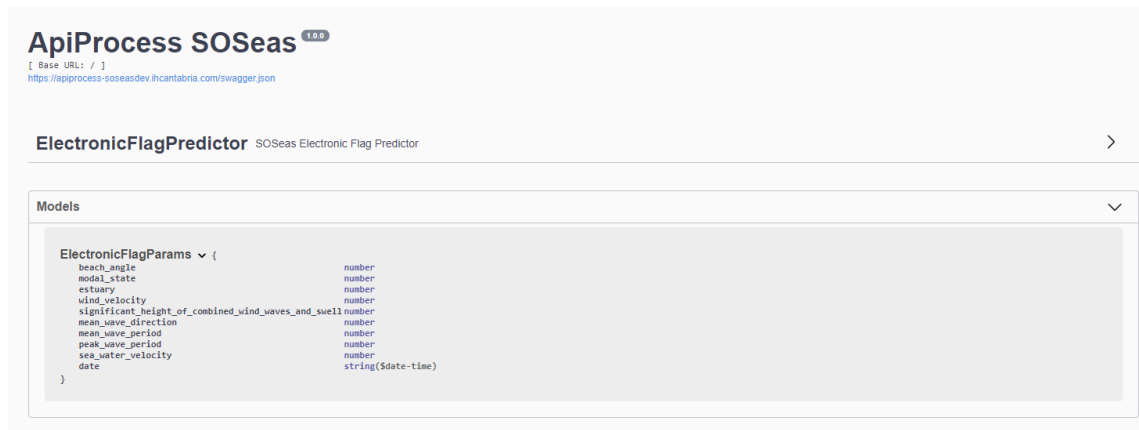 ApiProcess SOSeas 1.0.0
[ Base URL: / ]
https://apiprocess-soseasdev.ihcantabria.com/swagger.json
ElectronicFlagPredictor SOSeas Electronic Flag Predictor
Models
ElectronicFlagParams {
beach_angle number
modal_state number
estuary number
wind_velocity number
significant_height_of_combined_wind_waves_and_swell number
mean_wave_direction number
mean_wave_period number
peak_wave_period number
sea_water_velocity number
date string($date-time)
}